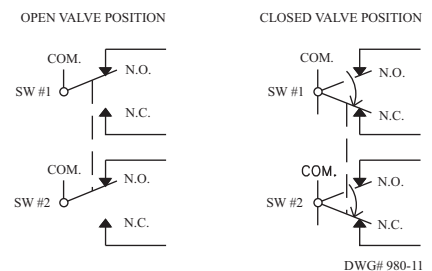 OPEN VALVE POSITION
CLOSED VALVE POSITION
COM.
N.O.
SW #1
N.C.
COM.
N.O.
SW #2
N.C.
COM.
N.O.
SW #1
N.C.
COM.
N.O.
SW #2
N.C.
DWG# 980-11